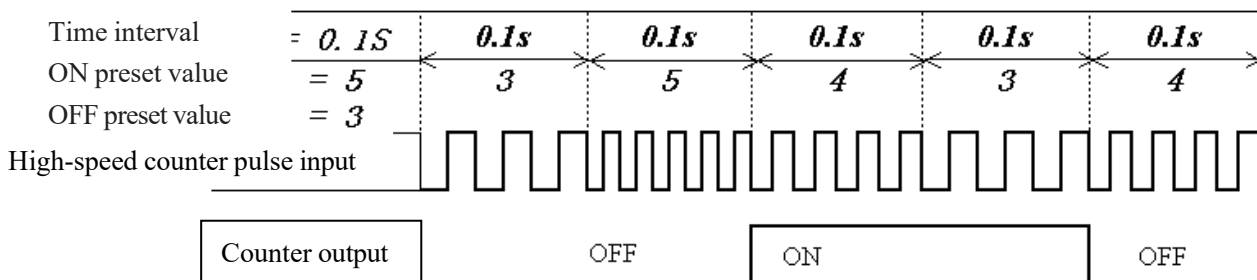 Time interval = 0.1S 0.1s 0.1s 0.1s 0.1s 0.1s
ON preset value = 5 3 5 4 3 4
OFF preset value = 3
High-speed counter pulse input
Counter output OFF ON OFF